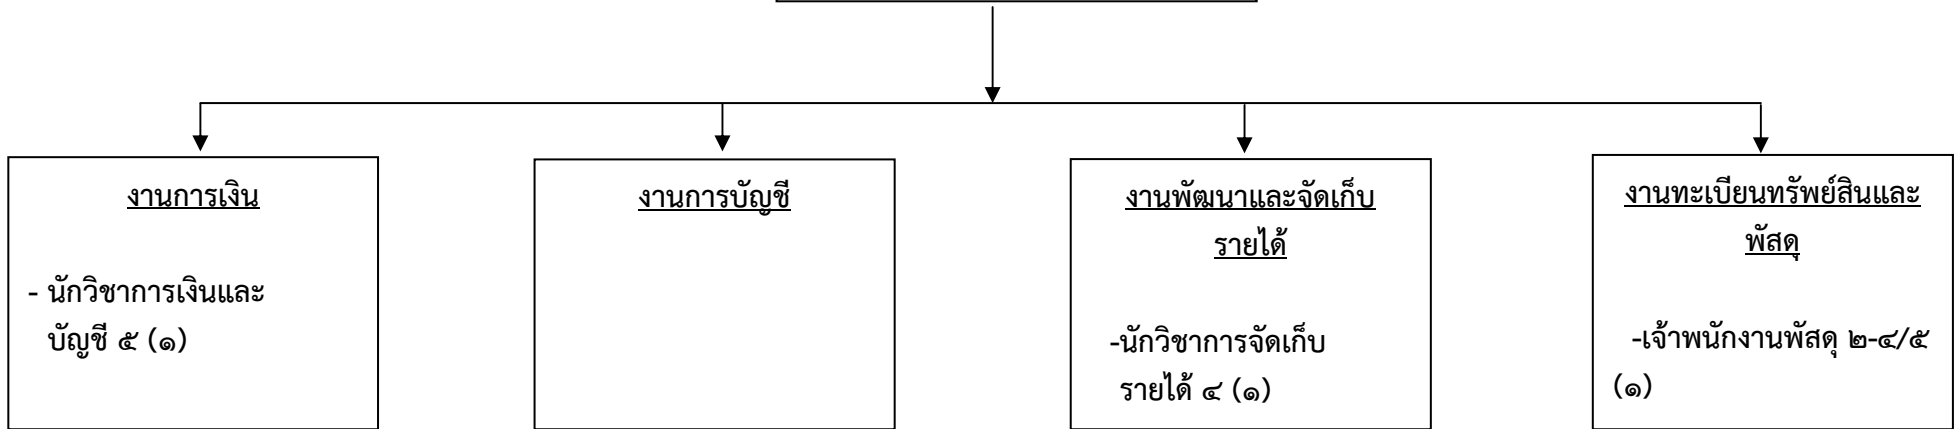 งานการเงิน
- นักวิชาการเงินและ
บัญชี ๕ (๑)
งานการบัญชี
งานพัฒนาและจัดเก็บ
รายได้
-นักวิชาการจัดเก็บ
รายได้ ๔ (๑)
งานทะเบียนทรัพย์สินและ
พัสดุ
-เจ้าพนักงานพัสดุ ๒-๔/๕
(๑)